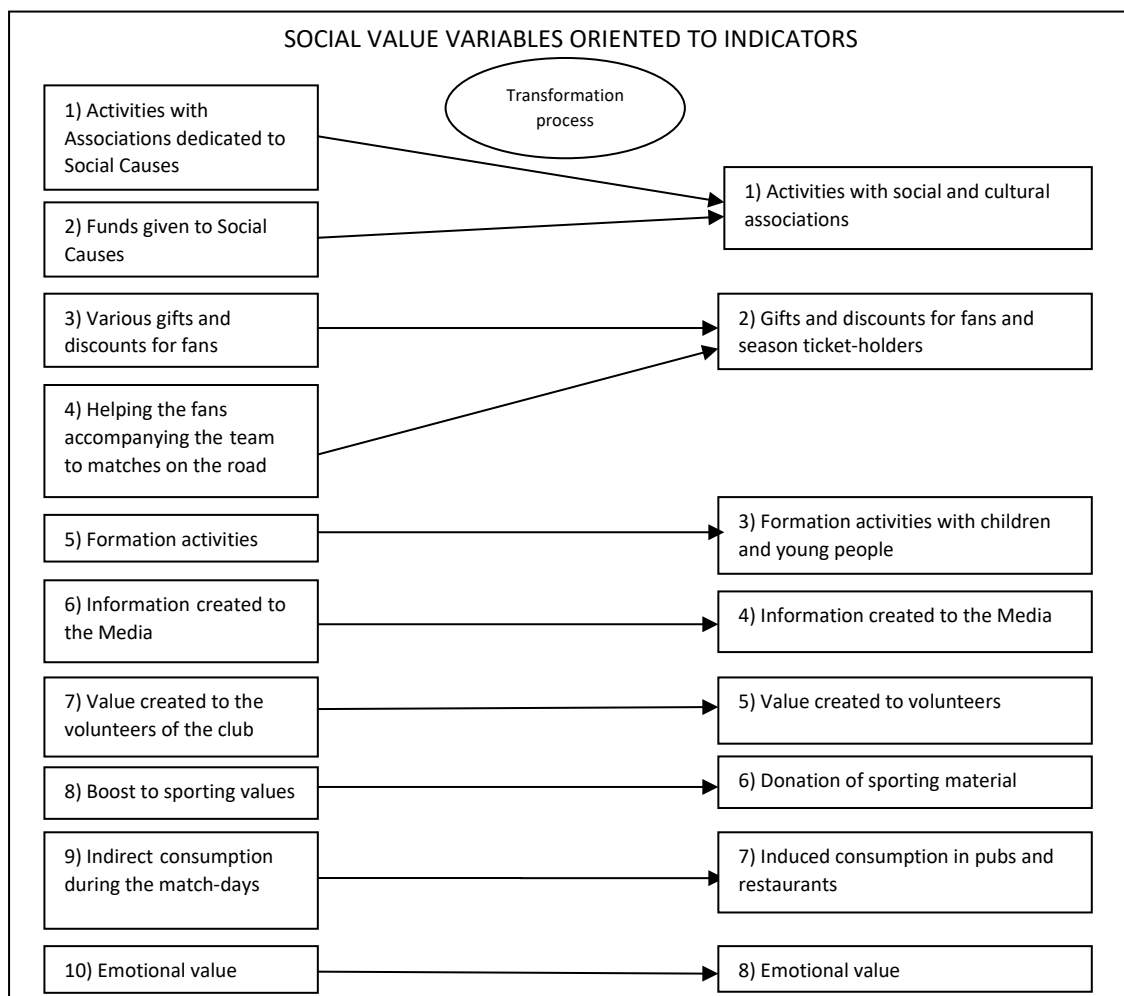 SOCIAL VALUE VARIABLES ORIENTED TO INDICATORS
Transformation
process
1) Activities with
Associations dedicated to
Social Causes
2) Funds given to Social
Causes
3) Various gifts and
discounts for fans
4) Helping the fans
accompanying the team
to matches on the road
5) Formation activities
6) Information created to
the Media
7) Value created to the
volunteers of the club
8) Boost to sporting values
9) Indirect consumption
during the match-days
10) Emotional value
1) Activities with social and cultural
associations
2) Gifts and discounts for fans and
season ticket-holders
3) Formation activities with children
and young people
4) Information created to the Media
5) Value created to volunteers
6) Donation of sporting material
7) Induced consumption in pubs and
restaurants
8) Emotional value